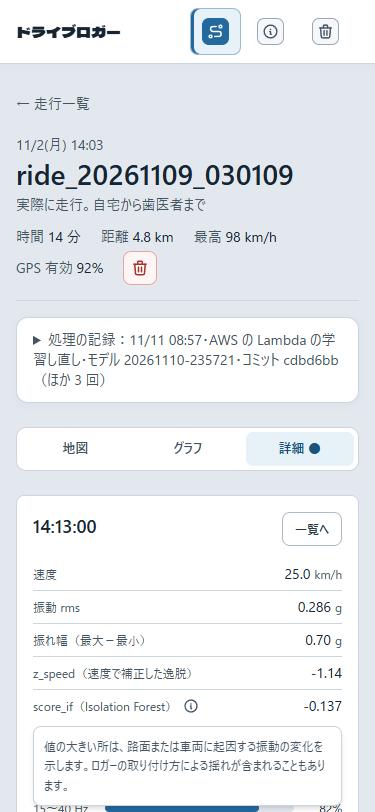 ドライブロガー
← 走行一覧
11/2(月) 14:03
ride_20261109_030109
実際に走行。自宅から歯医者まで
時間 14 分 距離 4.8 km 最高 98 km/h
GPS 有効 92%
▶ 処理の記録：11/11 08:57･AWS の Lambda の学
習し直し･モデル 20261110-235721･コミット cdbd6bb
（ほか 3 回）
地図 グラフ 詳細
14:13:00 一覧へ
速度 25.0 km/h
振動 rms 0.286 g
振れ幅（最大－最小） 0.70 g
z_speed（速度で補正した逸脱） -1.14
score_if（Isolation Forest） -0.137
値の大きい所は、路面または車両に起因する振動の変化を
示します。ロガーの取り付け方による揺れが含まれることもあり
ます。
15〜40 Hz 82%